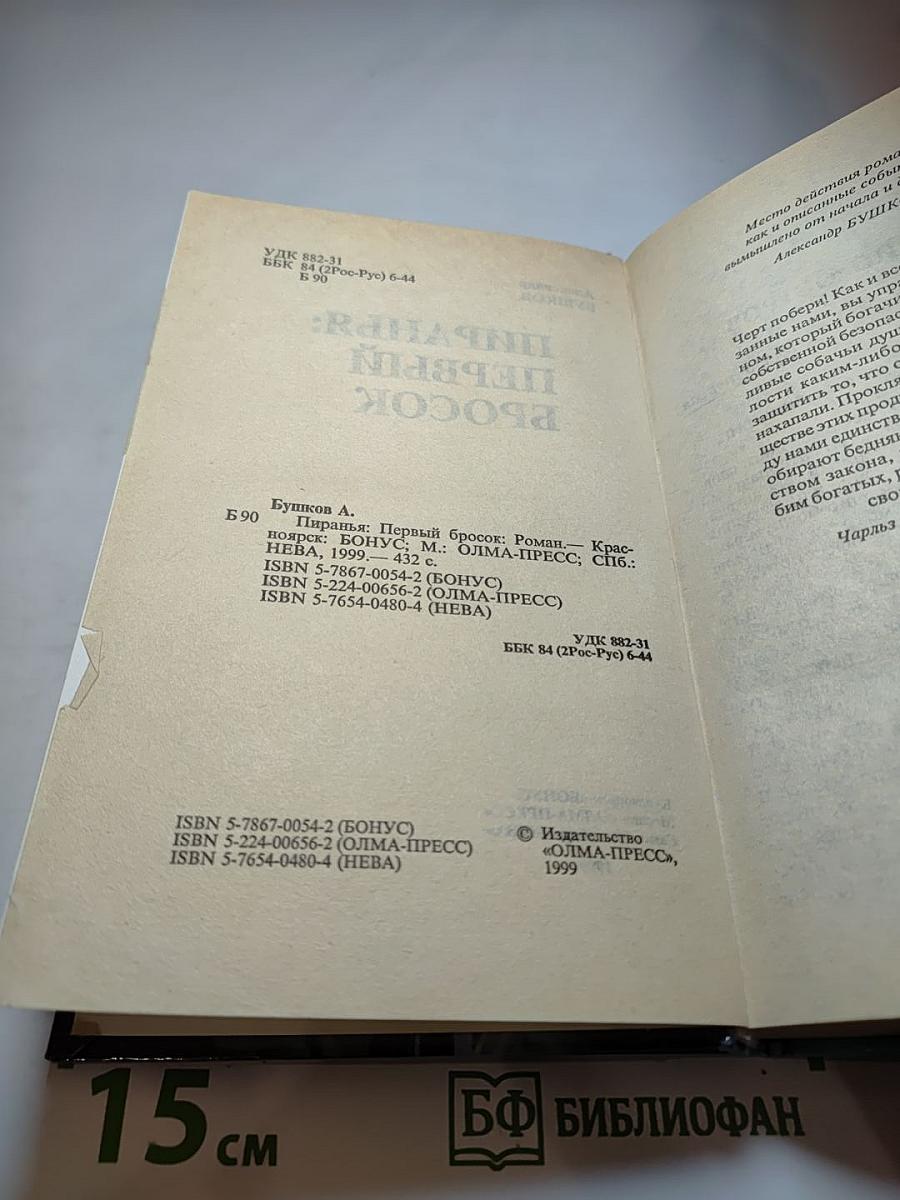 УДК 882-31
ББК 84 (2Рос-Рус) 6-44
Б 90
ПИРАНЬЯ:
ПЕРВЫЙ
БРОСОК
Бушков А.
Б 90 Пиранья: Первый бросок: Роман.— Крас-
ноярск: БОНУС; М.: ОЛМА-ПРЕСС; СПб.:
НЕВА, 1999.— 432 с.
ISBN 5-7867-0054-2 (БОНУС)
ISBN 5-224-00656-2 (ОЛМА-ПРЕСС)
ISBN 5-7654-0480-4 (НЕВА)
УДК 882-31
ББК 84 (2Рос-Рус) 6-44
ISBN 5-7867-0054-2 (БОНУС)
ISBN 5-224-00656-2 (ОЛМА-ПРЕСС)
ISBN 5-7654-0480-4 (НЕВА)
© Издательство
«ОЛМА-ПРЕСС»,
1999
Место действия рома
как и описанные собы
вымышлено от начала и д
Александр БУШК
Черт побери! Как и все
занные нами, вы упра
ном, который богачи
собственной безопас
ливые собачьи душ
лости каким-либо
защитить то, что с
нахапали. Прокля
ществе этих прод
ду нами единств
обирают бедня
ством закона,
бим богатых, р
сво
Чарльз
15 см
БФ БИБЛИОФАН